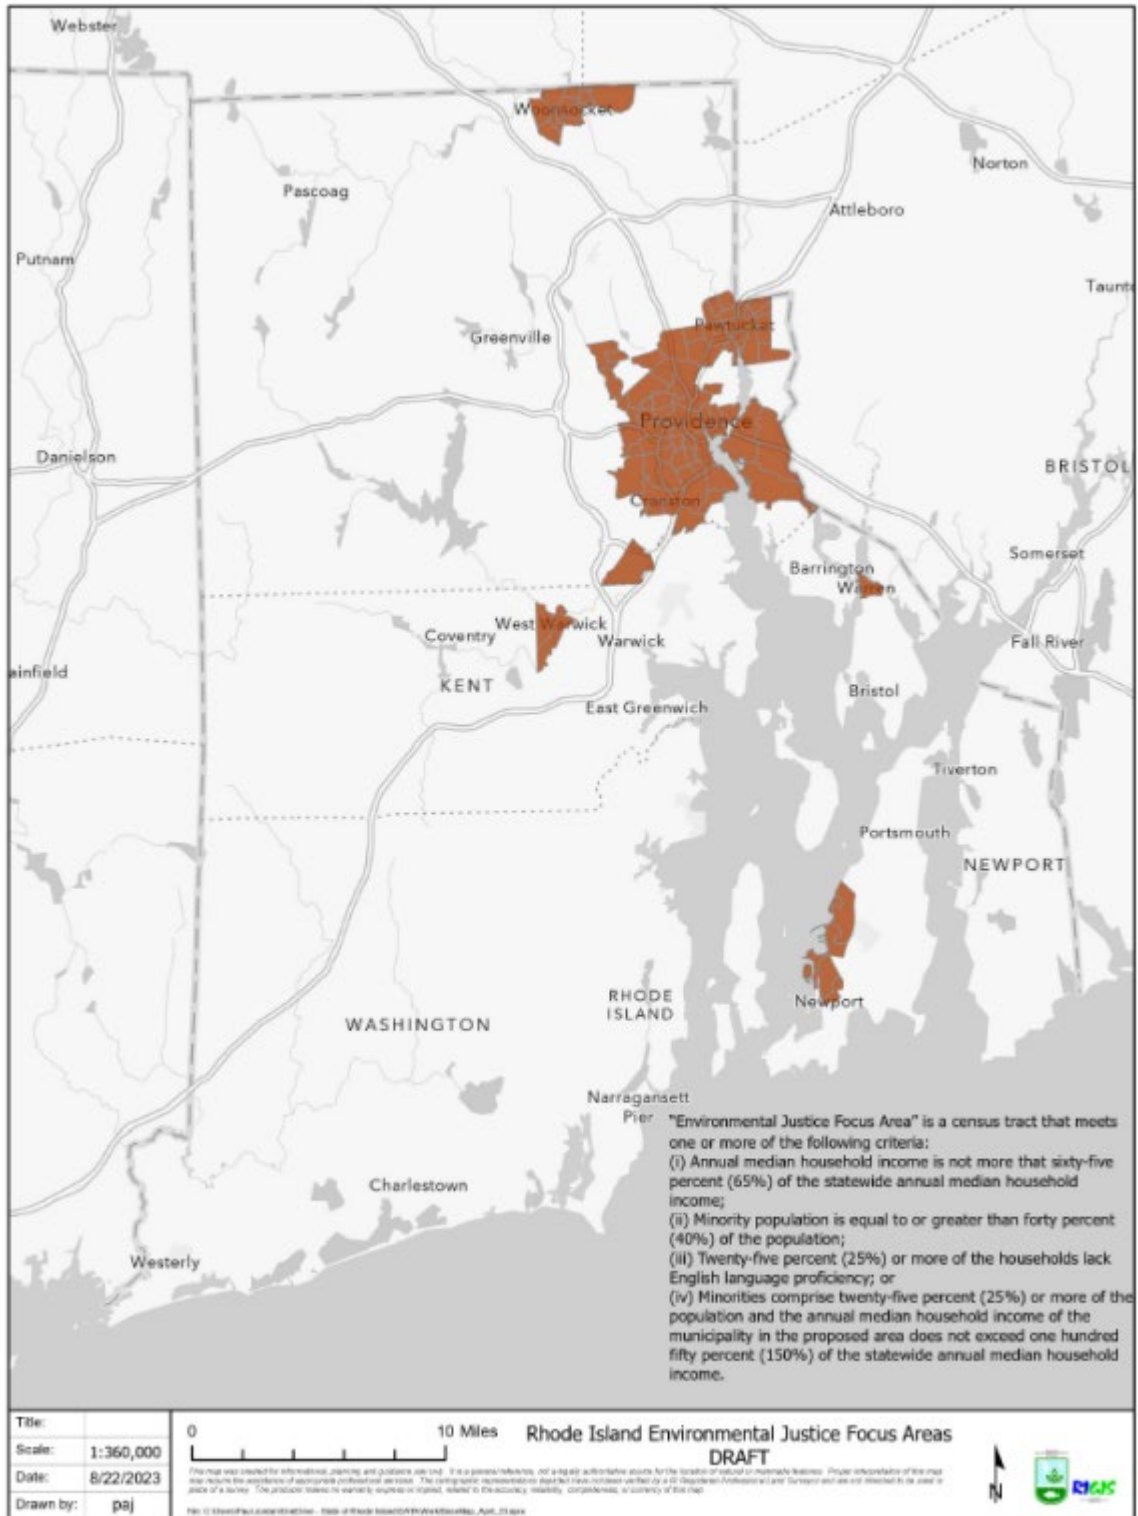 Webster
Woonsocket
Norton
Pascoag
Attleboro
Putnam
Taunt
Pawtucket
Greenville
Providence
Danielson
BRISTOL
Cranston
Somerset
Barrington
Warren
West Warwick
Coventry
Warwick
Fall River
ainfield
KENT
Bristol
East Greenwich
Tiverton
Portsmouth
NEWPORT
RHODE
ISLAND
Newport
WASHINGTON
Narragansett
Pier
"Environmental Justice Focus Area" is a census tract that meets
one or more of the following criteria:
(i) Annual median household income is not more that sixty-five
percent (65%) of the statewide annual median household
income;
(ii) Minority population is equal to or greater than forty percent
(40%) of the population;
(iii) Twenty-five percent (25%) or more of the households lack
English language proficiency; or
(iv) Minorities comprise twenty-five percent (25%) or more of the
population and the annual median household income of the
municipality in the proposed area does not exceed one hundred
fifty percent (150%) of the statewide annual median household
income.
Charlestown
Westerly
Title:
Scale: 1:360,000
Date: 8/22/2023
Drawn by: paj
0 10 Miles
Rhode Island Environmental Justice Focus Areas
DRAFT
N
RIGIS